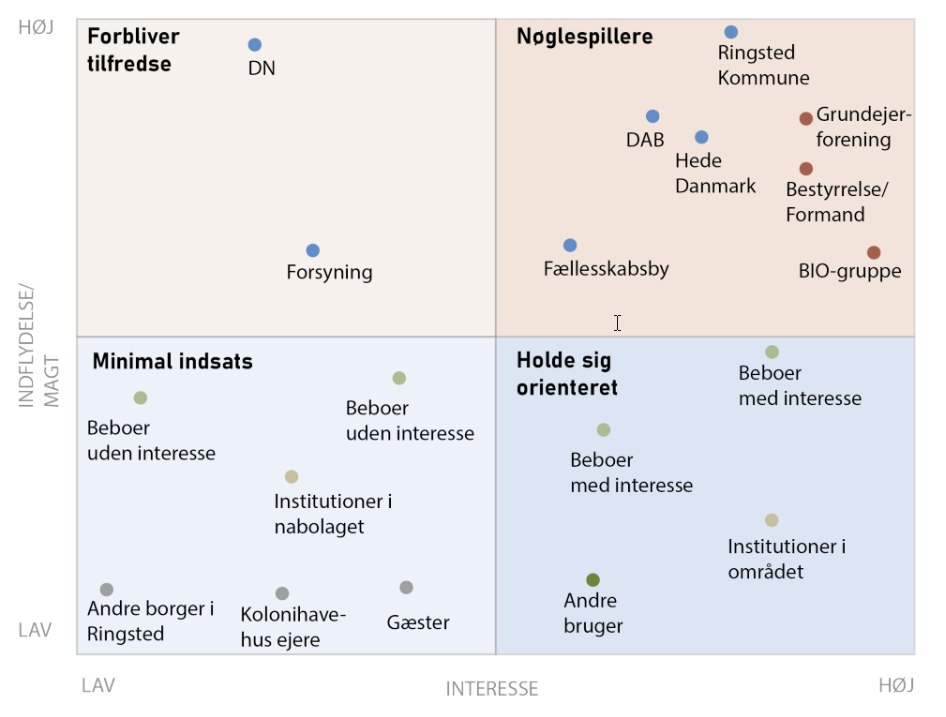 HØJ
Forbliver
tilfredse
DN
Forsyning
Nøglespillere
Ringsted
Kommune
DAB
Hede
Danmark
Grundejer-
forening
Bestyrrelse/
Formand
Fællesskabsby
BIO-gruppe
INDFLYDELSE/
MAGT
Minimal indsats
Beboer
uden interesse
Beboer
uden interesse
Institutioner i
nabolaget
Andre borger i
Ringsted
Kolonihave-
hus ejere
Gæster
Holde sig
orienteret
Beboer
med interesse
Beboer
med interesse
Institutioner i
området
Andre
bruger
LAV
LAV
INTERESSE
HØJ